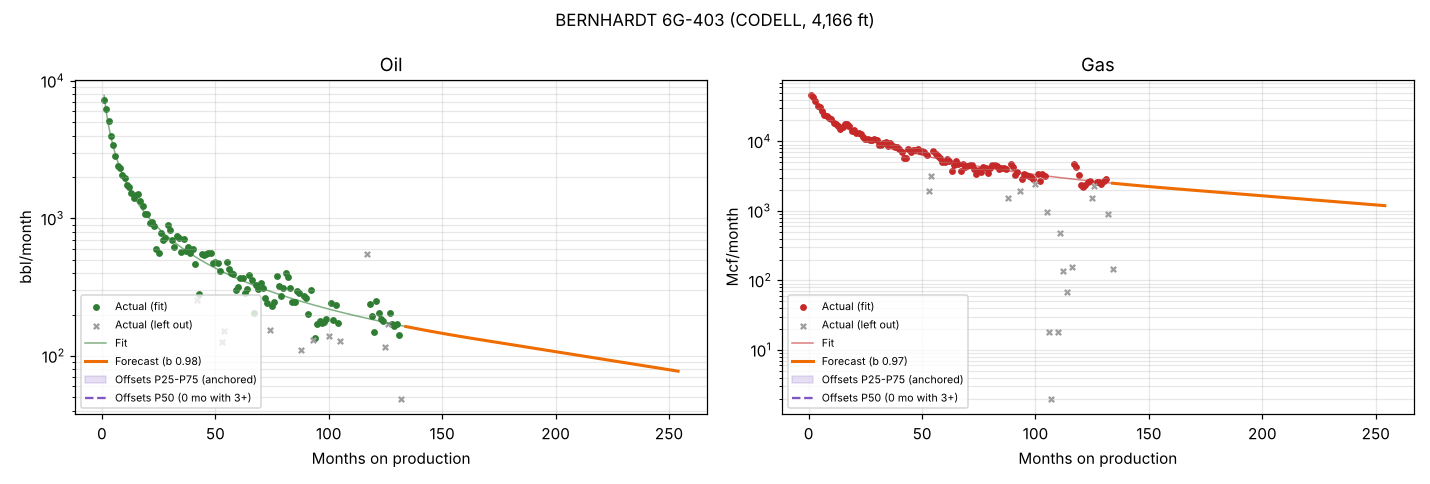 BERNHARDT 6G-403 (CODELL, 4,166 ft)
Oil
bbl/month
10^4
10^3
10^2
Actual (fit)
Actual (left out)
Fit
Forecast (b 0.98)
Offsets P25-P75 (anchored)
Offsets P50 (0 mo with 3+)
0 50 100 150 200 250
Months on production
Gas
Mcf/month
10^4
10^3
10^2
10^1
Actual (fit)
Actual (left out)
Fit
Forecast (b 0.97)
Offsets P25-P75 (anchored)
Offsets P50 (0 mo with 3+)
0 50 100 150 200 250
Months on production